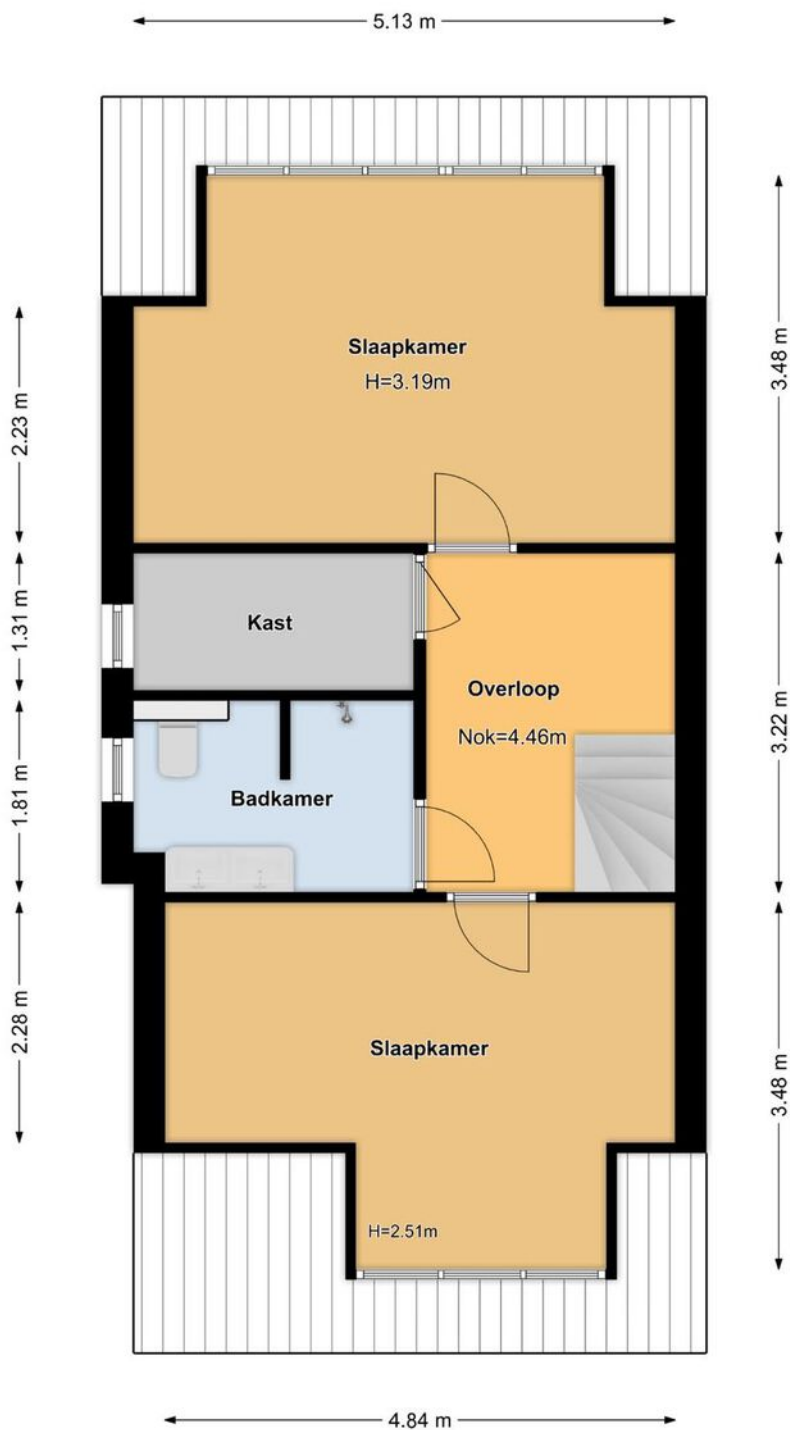 5.13 m
Slaapkamer
H=3.19m
3.48 m
2.23 m
Kast
1.31 m
Overloop
Nok=4.46m
3.22 m
Badkamer
1.81 m
Slaapkamer
2.28 m
3.48 m
H=2.51m
4.84 m